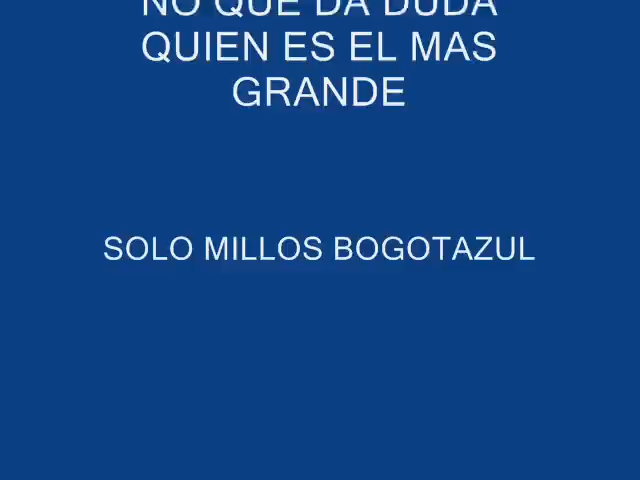 NO QUE DA DUDA
QUIEN ES EL MAS
GRANDE
SOLO MILLOS BOGOTAZUL